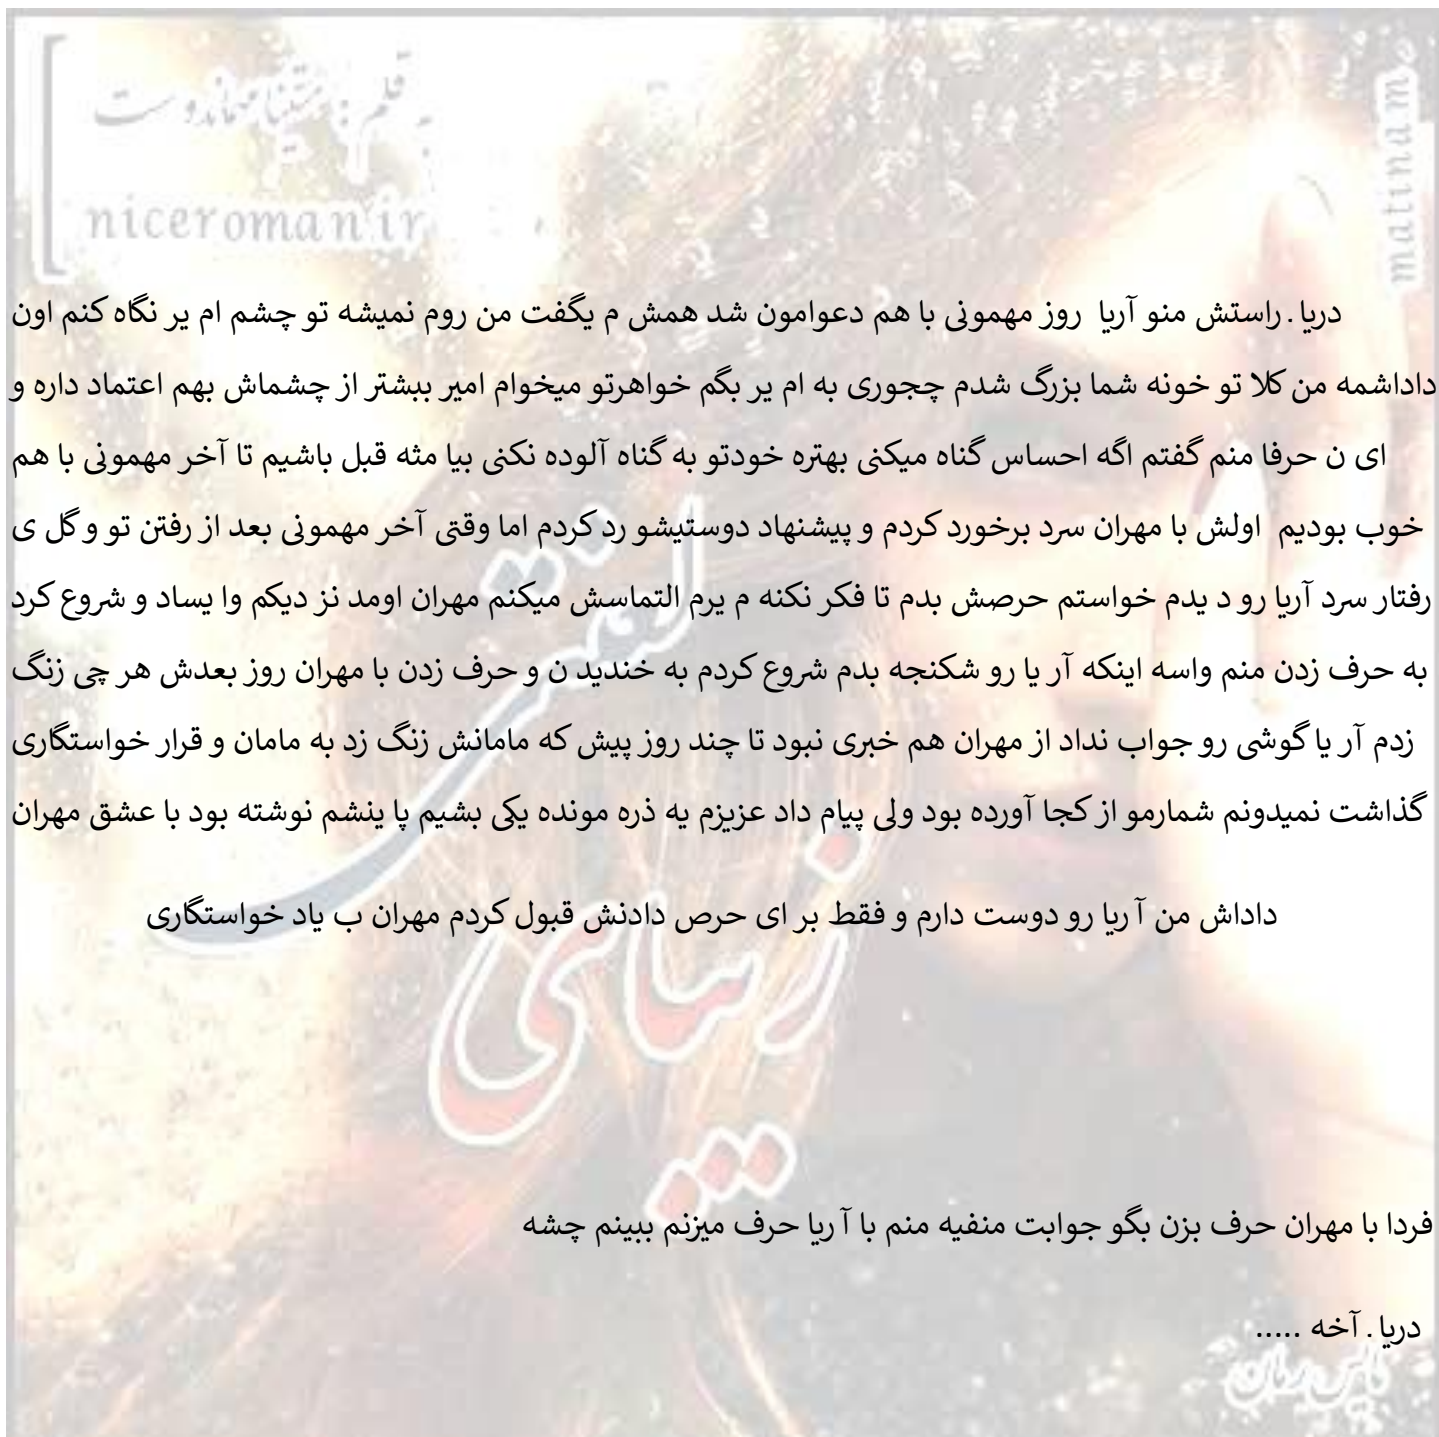 به قلم : متینا مهماندوست
niceroman.ir
matinam
دریا . راستش منو آریا روز مهمونی با هم دعوامون شد همش م یگفت من روم نمیشه تو چشم ام یر نگاه کنم اون
داداشمه من کلا تو خونه شما بزرگ شدم چجوری به ام یر بگم خواهرتو میخوام امیر ببشتر از چشماش بهم اعتماد داره و
ای ن حرفا منم گفتم اگه احساس گناه میکنی بهتره خودتو به گناه آلوده نکنی بیا مثه قبل باشیم تا آخر مهمونی با هم
خوب بودیم اولش با مهران سرد برخورد کردم و پیشنهاد دوستیشو رد کردم اما وقتی آخر مهمونی بعد از رفتن تو و گل ی
رفتار سرد آریا رو د یدم خواستم حرصش بدم تا فکر نکنه م یرم التماسش میکنم مهران اومد نز دیکم وا یساد و شروع کرد
به حرف زدن منم واسه اینکه آر یا رو شکنجه بدم شروع کردم به خندید ن و حرف زدن با مهران روز بعدش هر چی زنگ
زدم آر یا گوشی رو جواب نداد از مهران هم خبری نبود تا چند روز پیش که مامانش زنگ زد به مامان و قرار خواستگاری
گذاشت نمیدونم شمارمو از کجا آورده بود ولی پیام داد عزیزم یه ذره مونده یکی بشیم پا ینشم نوشته بود با عشق مهران
داداش من آ ریا رو دوست دارم و فقط بر ای حرص دادنش قبول کردم مهران ب یاد خواستگاری
زیبای
فردا با مهران حرف بزن بگو جوابت منفیه منم با آ ریا حرف میزنم ببینم چشه
دریا . آخه .....